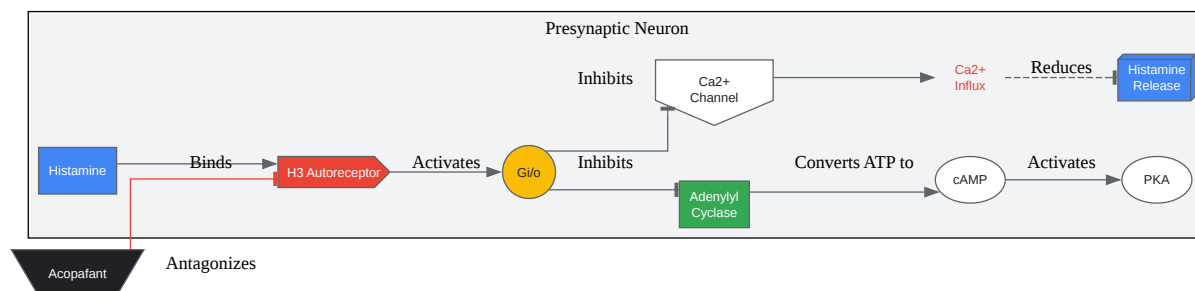 Presynaptic Neuron
Inhibits
Ca2+
Channel
Ca2+
Influx
Reduces
Histamine
Release
Histamine
Binds
H3 Autoreceptor
Activates
Gi/o
Inhibits
Adenylyl
Cyclase
Converts ATP to
cAMP
Activates
PKA
Acopafant
Antagonizes